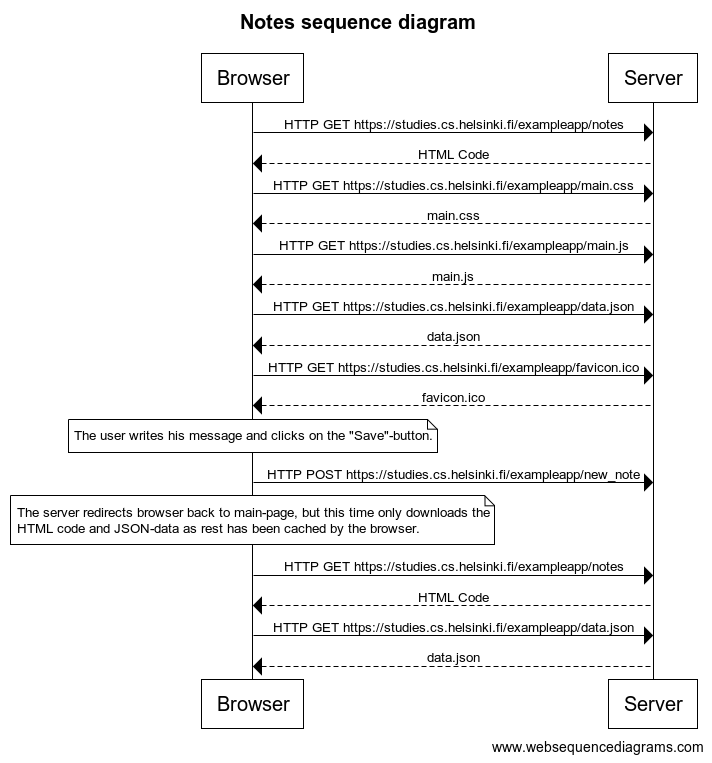 Notes sequence diagram
Browser
Server
HTTP GET https://studies.cs.helsinki.fi/exampleapp/notes
HTML Code
HTTP GET https://studies.cs.helsinki.fi/exampleapp/main.css
main.css
HTTP GET https://studies.cs.helsinki.fi/exampleapp/main.js
main.js
HTTP GET https://studies.cs.helsinki.fi/exampleapp/data.json
data.json
HTTP GET https://studies.cs.helsinki.fi/exampleapp/favicon.ico
favicon.ico
The user writes his message and clicks on the "Save"-button.
HTTP POST https://studies.cs.helsinki.fi/exampleapp/new_note
The server redirects browser back to main-page, but this time only downloads the
HTML code and JSON-data as rest has been cached by the browser.
HTTP GET https://studies.cs.helsinki.fi/exampleapp/notes
HTML Code
HTTP GET https://studies.cs.helsinki.fi/exampleapp/data.json
data.json
Browser
Server
www.websequencediagrams.com